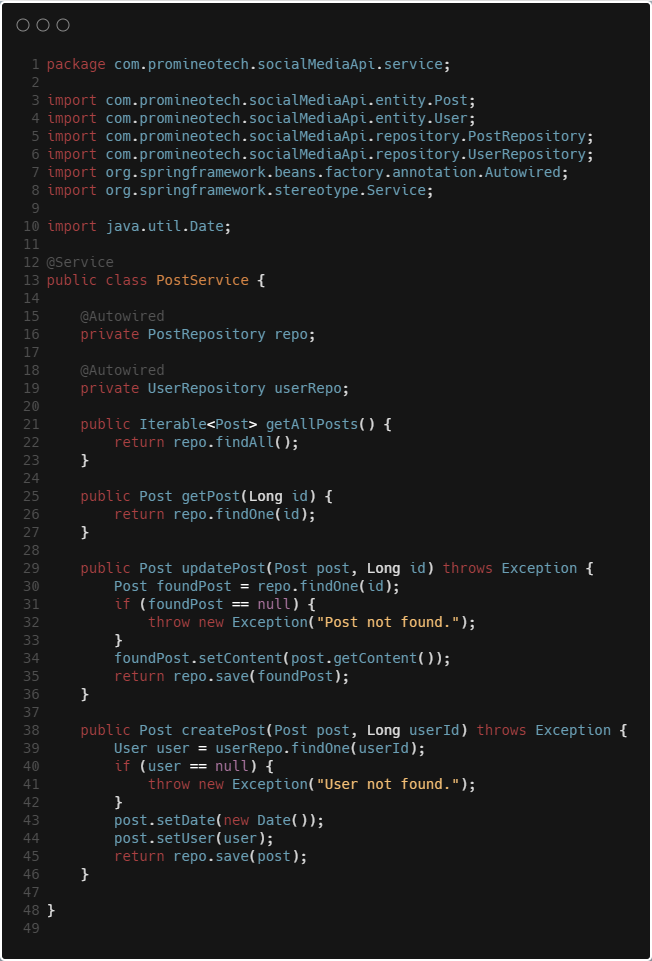 1 package com.promineotech.socialMediaApi.service;
2
3 import com.promineotech.socialMediaApi.entity.Post;
4 import com.promineotech.socialMediaApi.entity.User;
5 import com.promineotech.socialMediaApi.repository.PostRepository;
6 import com.promineotech.socialMediaApi.repository.UserRepository;
7 import org.springframework.beans.factory.annotation.Autowired;
8 import org.springframework.stereotype.Service;
9
10 import java.util.Date;
11
12 @Service
13 public class PostService {
14
15     @Autowired
16     private PostRepository repo;
17
18     @Autowired
19     private UserRepository userRepo;
20
21     public Iterable<Post> getAllPosts() {
22         return repo.findAll();
23     }
24
25     public Post getPost(Long id) {
26         return repo.findOne(id);
27     }
28
29     public Post updatePost(Post post, Long id) throws Exception {
30         Post foundPost = repo.findOne(id);
31         if (foundPost == null) {
32             throw new Exception("Post not found.");
33         }
34         foundPost.setContent(post.getContent());
35         return repo.save(foundPost);
36     }
37
38     public Post createPost(Post post, Long userId) throws Exception {
39         User user = userRepo.findOne(userId);
40         if (user == null) {
41             throw new Exception("User not found.");
42         }
43         post.setDate(new Date());
44         post.setUser(user);
45         return repo.save(post);
46     }
47
48 }
49